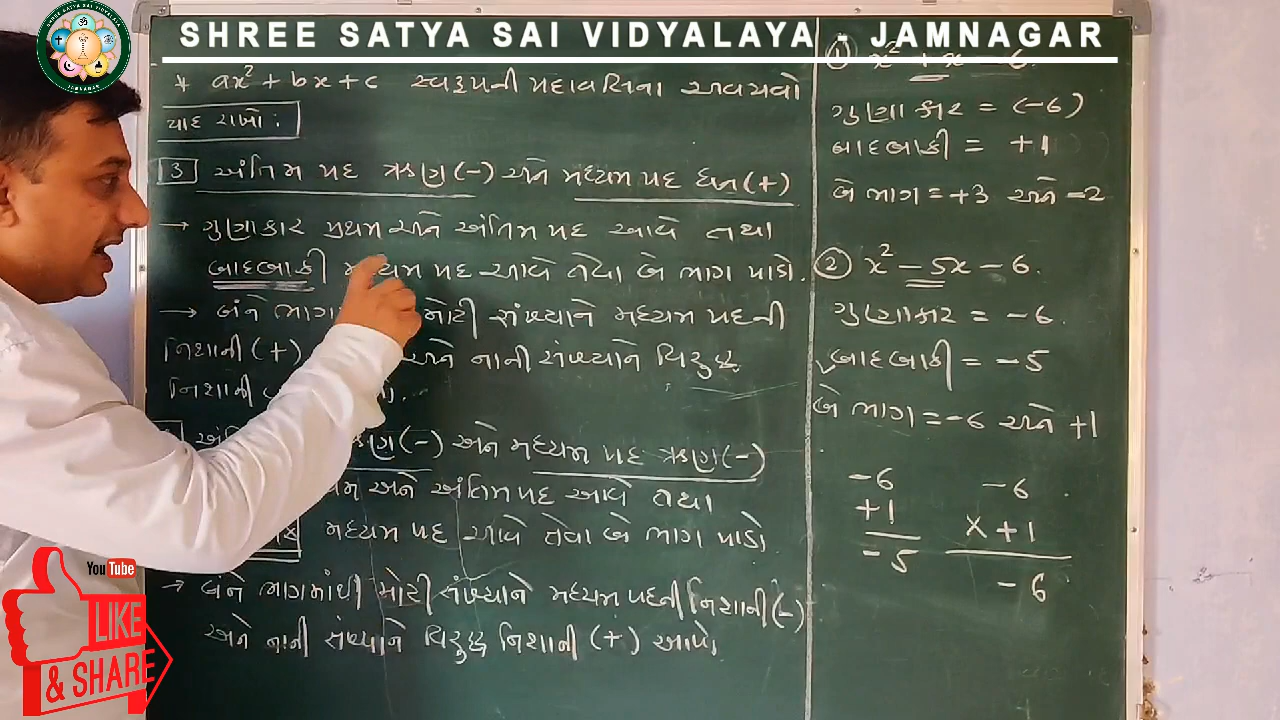 SHREE SATYA SAI VIDYALAYA - JAMNAGAR
* ax² + bx + c સ્વરૂપની પદાવલિના અવયવો
યાદ રાખો :
3 અંતિમ પદ ઋણ (-) અને મધ્યમ પદ ધન (+)
→ ગુણાકાર પ્રથમ અને અંતિમ પદ આવે તથા
બાદબાકી મધ્યમ પદ આવે તેવા બે ભાગ પાડો.
→ બંને ભાગ મોટી સંખ્યાને મધ્યમ પદની
નિશાની (+) અને નાની સંખ્યાને વિરુદ્ધ
નિશાની
ઋણ (-) અને મધ્યમ પદ ઋણ (-)
અને અંતિમ પદ આવે તથા
મધ્યમ પદ આવે તેવા બે ભાગ પાડો.
→ બંને ભાગમાંથી મોટી સંખ્યાને મધ્યમ પદની નિશાની (-)
અને નાની સંખ્યાને વિરુદ્ધ નિશાની (+) આપો.
① x² + x - 6.
ગુણાકાર = (-6)
બાદબાકી = +1
બે ભાગ = +3 અને -2
② x² - 5x - 6.
ગુણાકાર = -6.
બાદબાકી = -5
બે ભાગ = -6 અને +1
-6
+1
-5
-6
x +1
-6
YouTube
LIKE
& SHARE